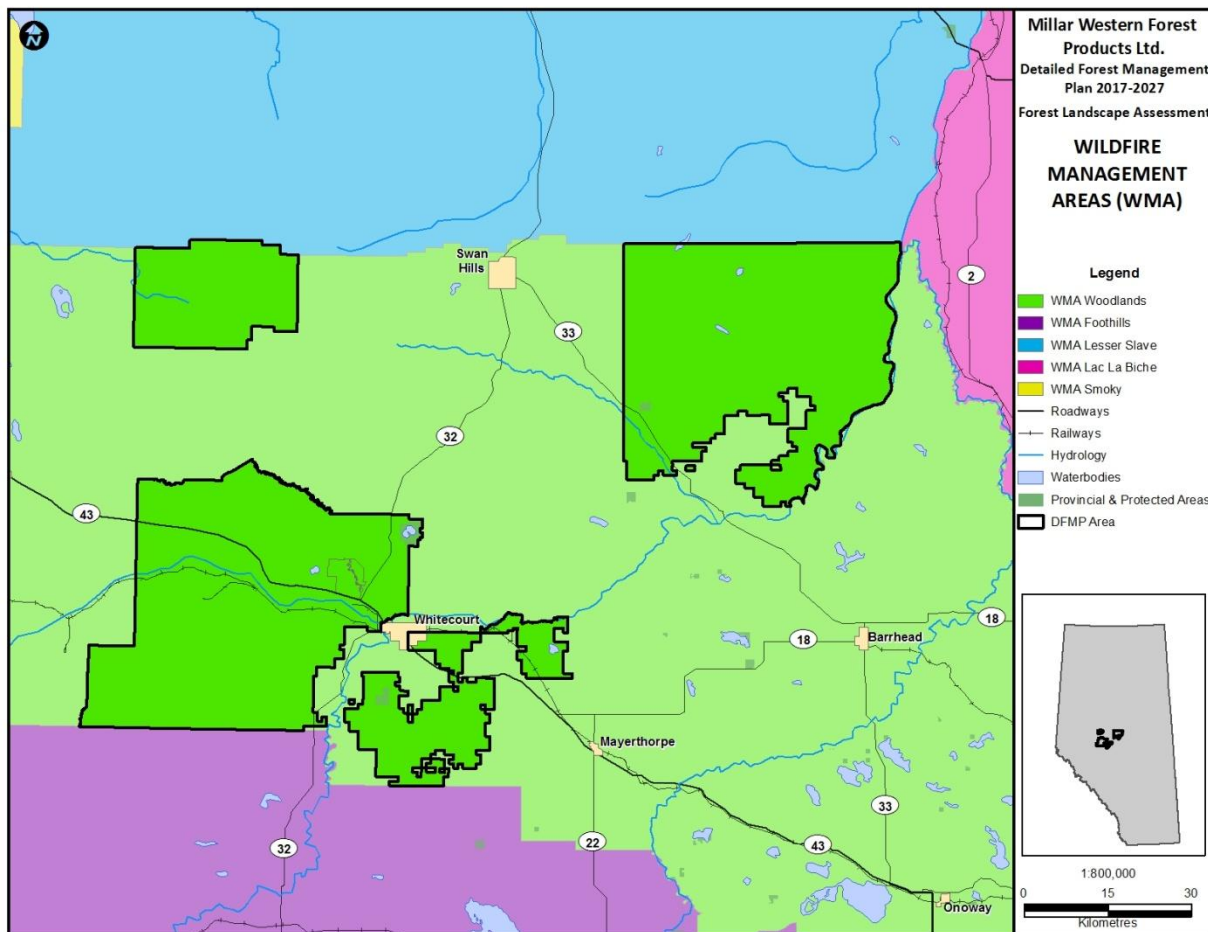 N
Swan
Hills
33
2
32
43
Whitecourt
18
18
Barrhead
Mayerthorpe
33
32
22
43
Onoway
Millar Western Forest
Products Ltd.
Detailed Forest Management
Plan 2017-2027
Forest Landscape Assessment
WILDFIRE
MANAGEMENT
AREAS (WMA)
Legend
WMA Woodlands
WMA Foothills
WMA Lesser Slave
WMA Lac La Biche
WMA Smoky
Roadways
Railways
Hydrology
Waterbodies
Provincial & Protected Areas
DFMP Area
1:800,000
0 15 30
Kilometres